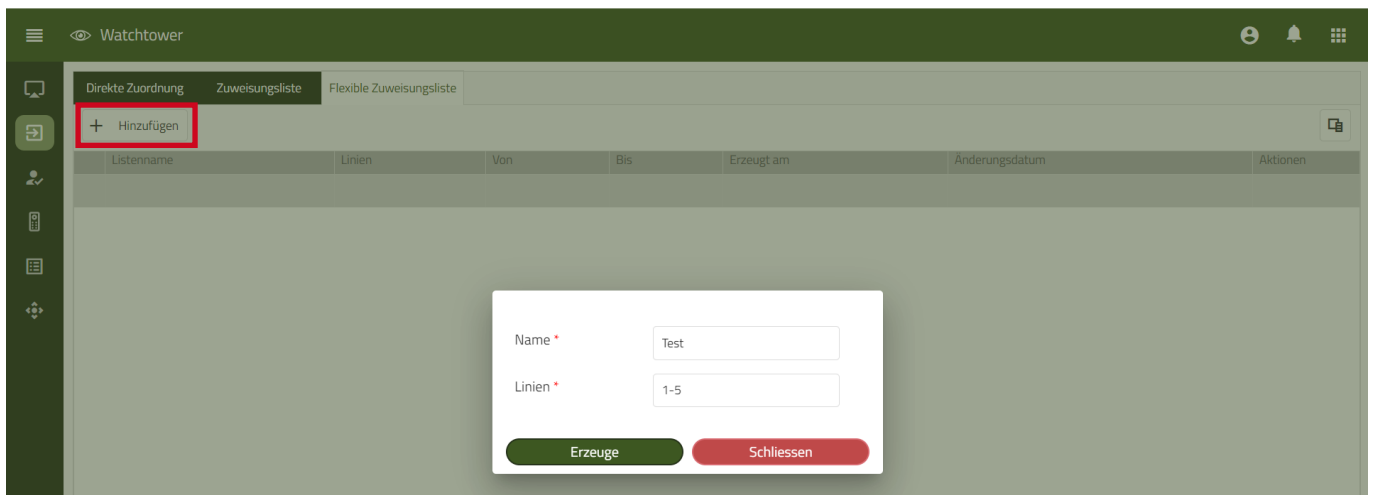 Watchtower
Direkte Zuordnung Zuweisungsliste Flexible Zuweisungsliste
+ Hinzufügen
Listenname Linien Von Bis Erzeugt am Änderungsdatum Aktionen
Name * Test
Linien * 1-5
Erzeuge Schliessen